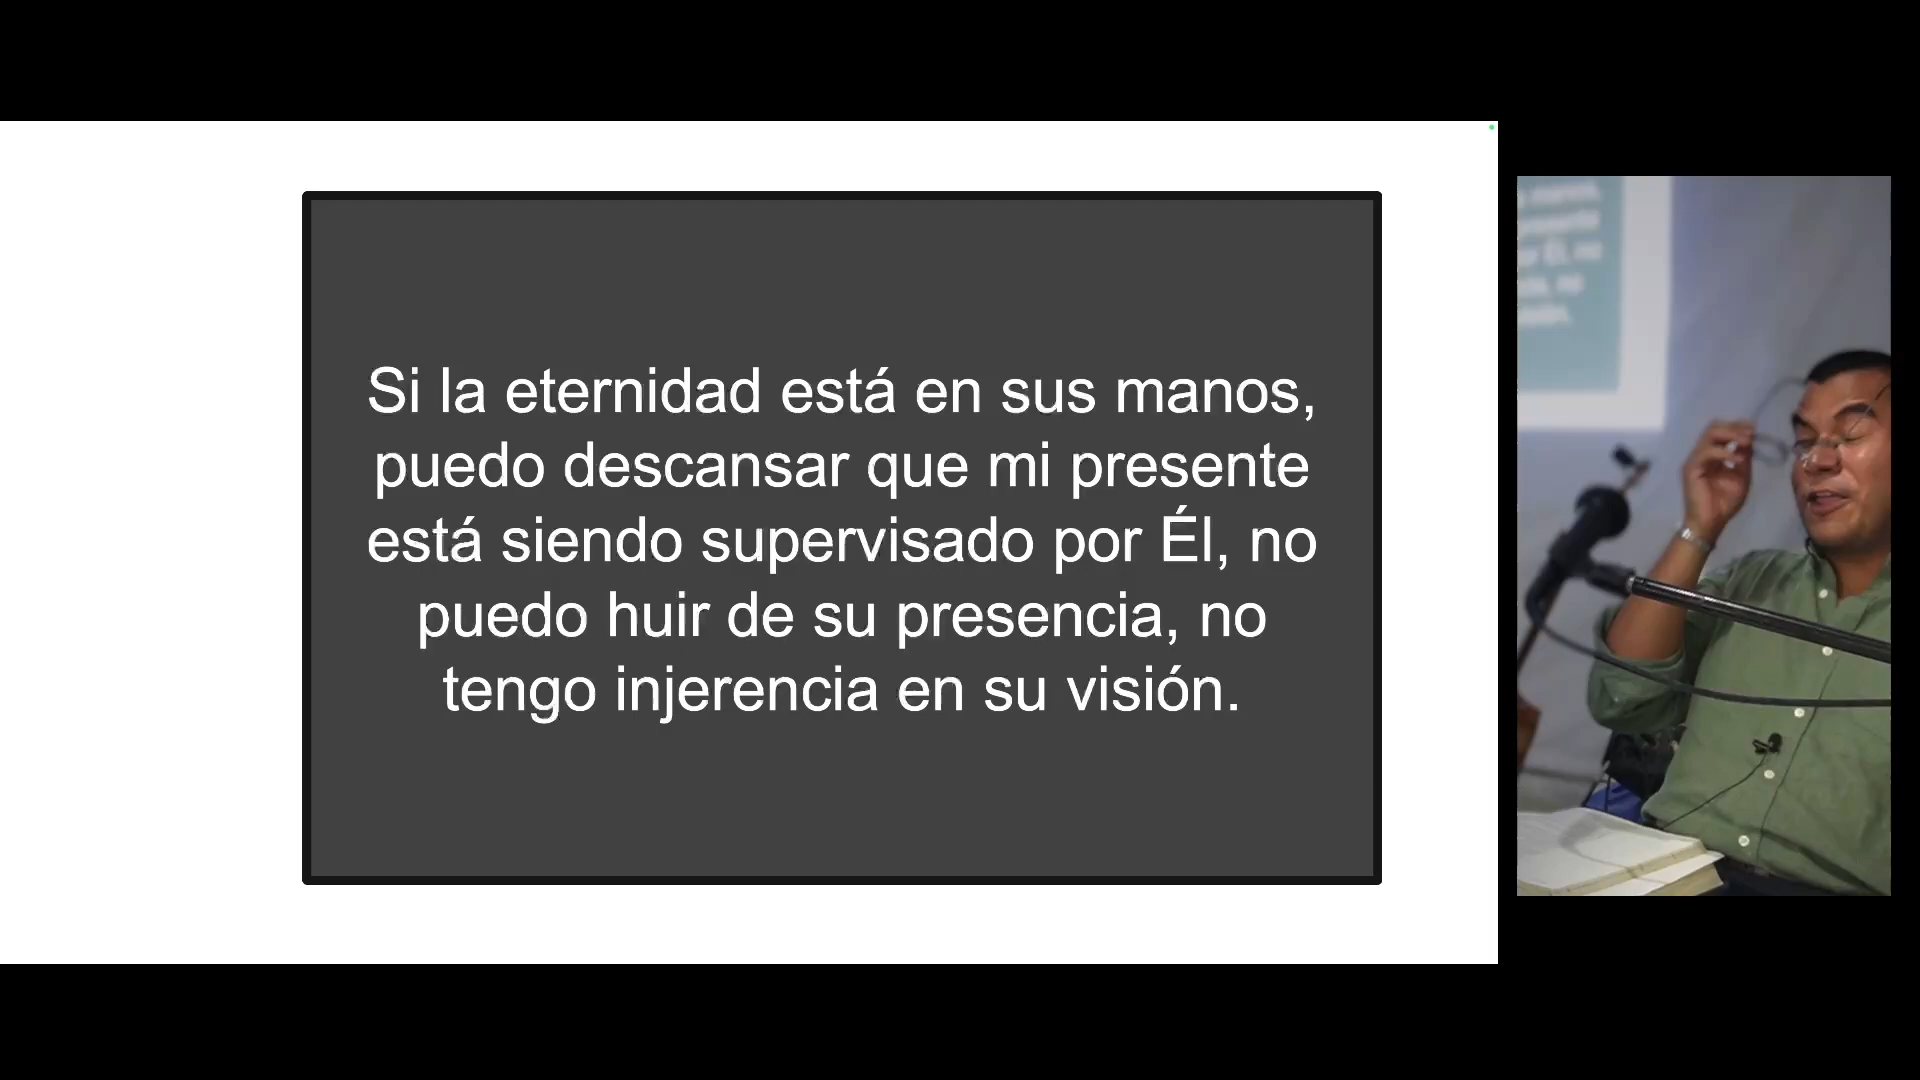 Si la eternidad está en sus manos,
puedo descansar que mi presente
está siendo supervisado por Él, no
puedo huir de su presencia, no
tengo injerencia en su visión.